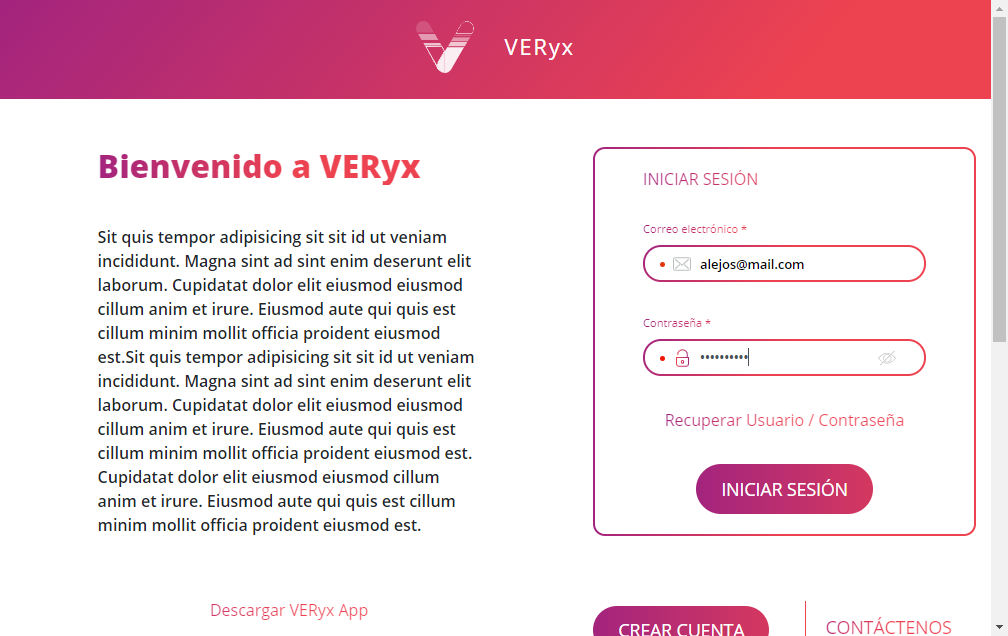 VERyx
Bienvenido a VERyx
Sit quis tempor adipisicing sit sit id ut veniam
incididunt. Magna sint ad sint enim deserunt elit
laborum. Cupidatat dolor elit eiusmod eiusmod
cillum anim et irure. Eiusmod aute qui quis est
cillum minim mollit officia proident eiusmod
est.Sit quis tempor adipisicing sit sit id ut veniam
incididunt. Magna sint ad sint enim deserunt elit
laborum. Cupidatat dolor elit eiusmod eiusmod
cillum anim et irure. Eiusmod aute qui quis est
cillum minim mollit officia proident eiusmod est.
Cupidatat dolor elit eiusmod eiusmod cillum
anim et irure. Eiusmod aute qui quis est cillum
minim mollit officia proident eiusmod est.
Descargar VERyx App
INICIAR SESIÓN
Correo electrónico *
alejos@mail.com
Contraseña *
••••••••••
Recuperar Usuario / Contraseña
INICIAR SESIÓN
CREAR CUENTA
CONTÁCTENOS